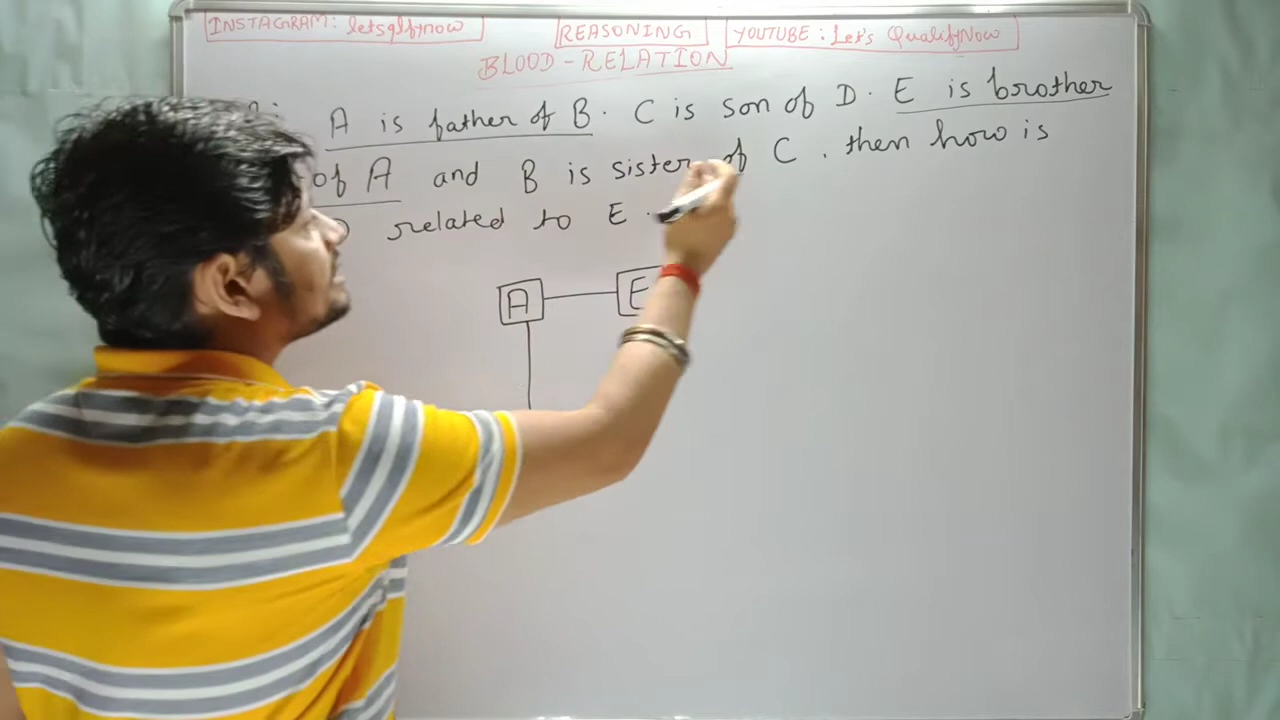 INSTAGRAM: letsqlfynow
REASONING
YOUTUBE: Let's QualifyNow
BLOOD-RELATION
A is father of B. C is son of D. E is brother
of A and B is sister of C. then how is
related to E.
A E